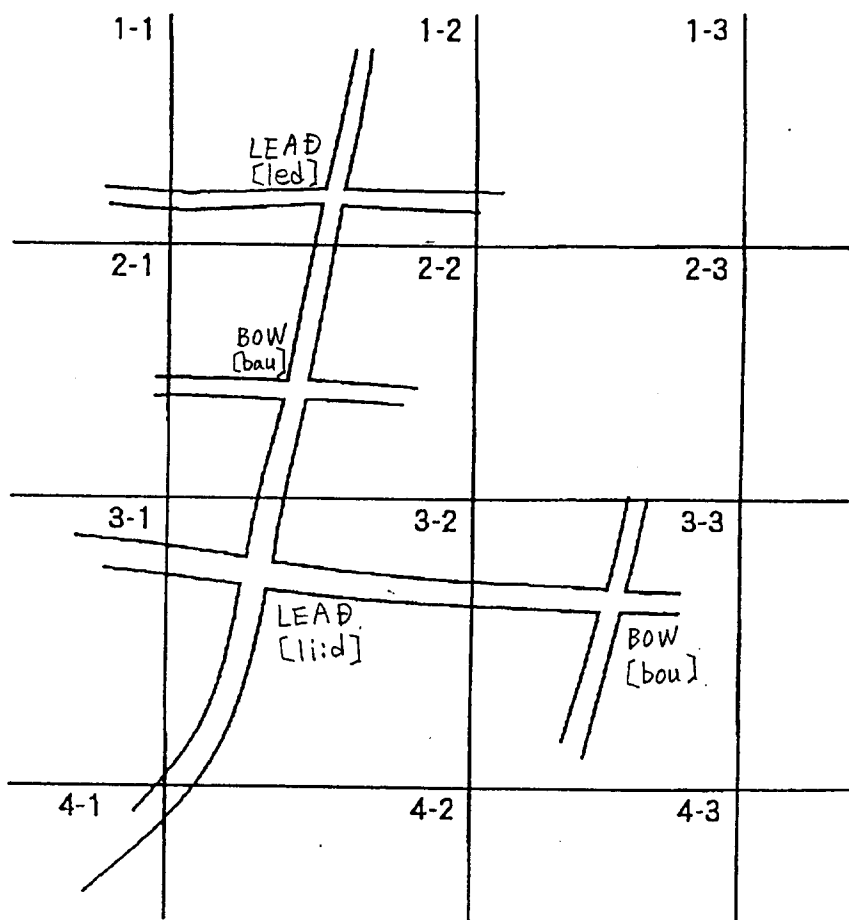 1-1 1-2 1-3
LEAD
[led]
2-1 2-2 2-3
BOW
[bau]
3-1 3-2 3-3
LEAD
[li:d]
BOW
[bou]
4-1 4-2 4-3